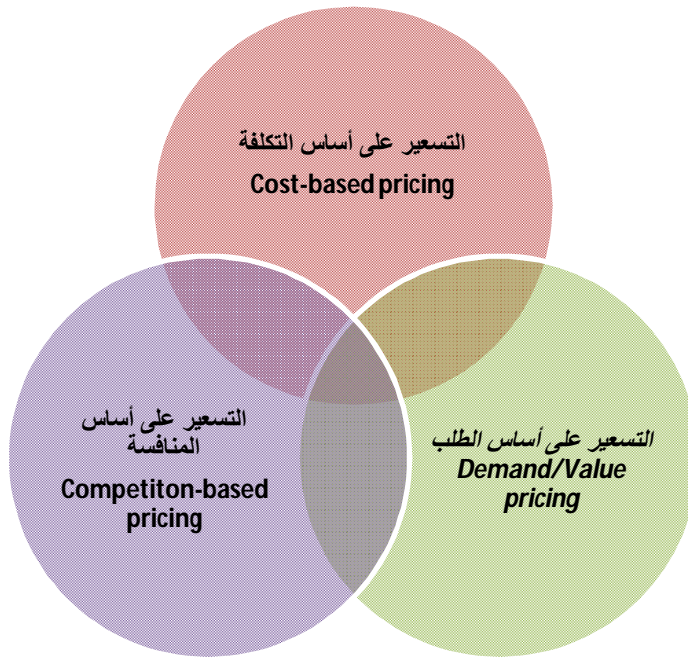 التسعير على أساس التكلفة
Cost-based pricing
التسعير على أساس
المنافسة
Competiton-based
pricing
التسعير على أساس الطلب
Demand/Value
pricing